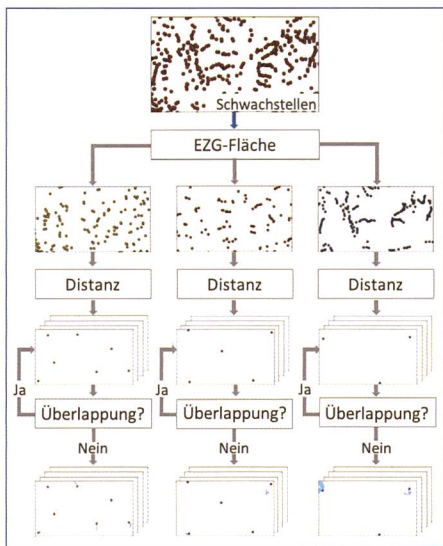 Schwachstellen
EZG-Fläche
Distanz Distanz Distanz
Ja Ja Ja
Überlappung? Überlappung? Überlappung?
Nein Nein Nein